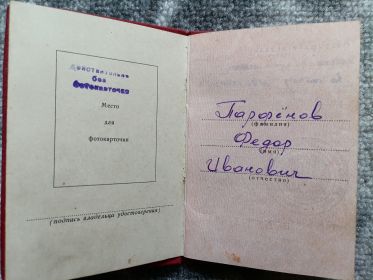 Действительно
без
фотокарточки
Место
для
фотокарточки
(подпись владельца удостоверения)
Парфёнов
(фамилия)
Федор
(имя)
Иванович
(отчество)